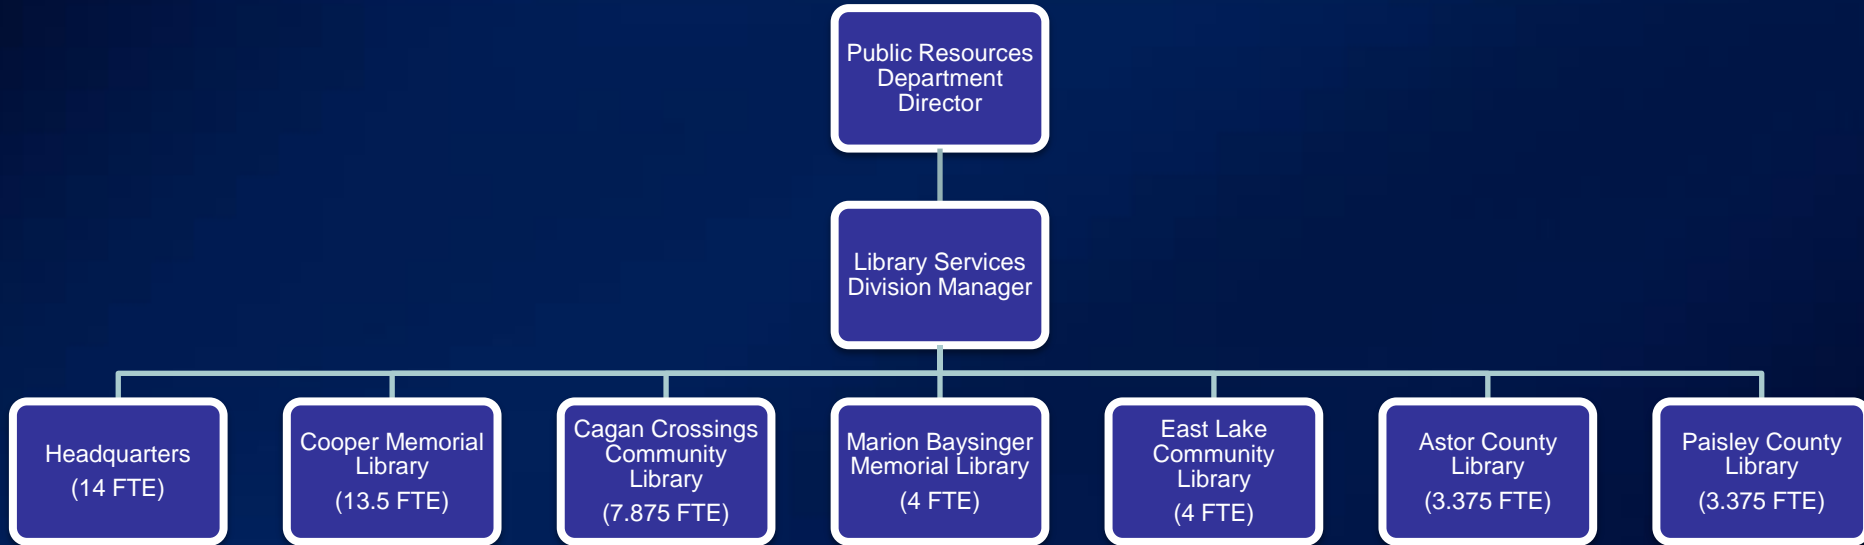 Public Resources
Department
Director
Library Services
Division Manager
Headquarters
(14 FTE)
Cooper Memorial
Library
(13.5 FTE)
Cagan Crossings
Community
Library
(7.875 FTE)
Marion Baysinger
Memorial Library
(4 FTE)
East Lake
Community
Library
(4 FTE)
Astor County
Library
(3.375 FTE)
Paisley County
Library
(3.375 FTE)